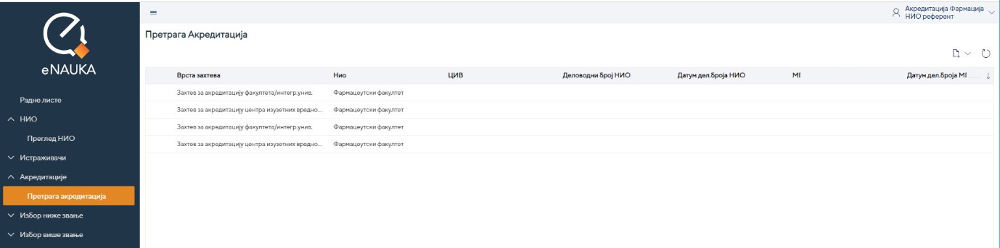 eNAUKA
Радне листе
НИО
Преглед НИО
Истраживачи
Акредитације
Претрага акредитација
Избор ниже звање
Избор више звање
Акредитација Фармација
НИО референт
Претрага Акредитација
Врста захтева Нио ЦИВ Деловодни број НИО Датум дел.броја НИО МГ Датум дел.броја МГ
Захтев за акредитацију факултета/интегр.унив. Фармацеутски факултет
Захтев за акредитацију центра изузетних вредно... Фармацеутски факултет
Захтев за акредитацију факултета/интегр.унив. Фармацеутски факултет
Захтев за акредитацију центра изузетних вредно... Фармацеутски факултет